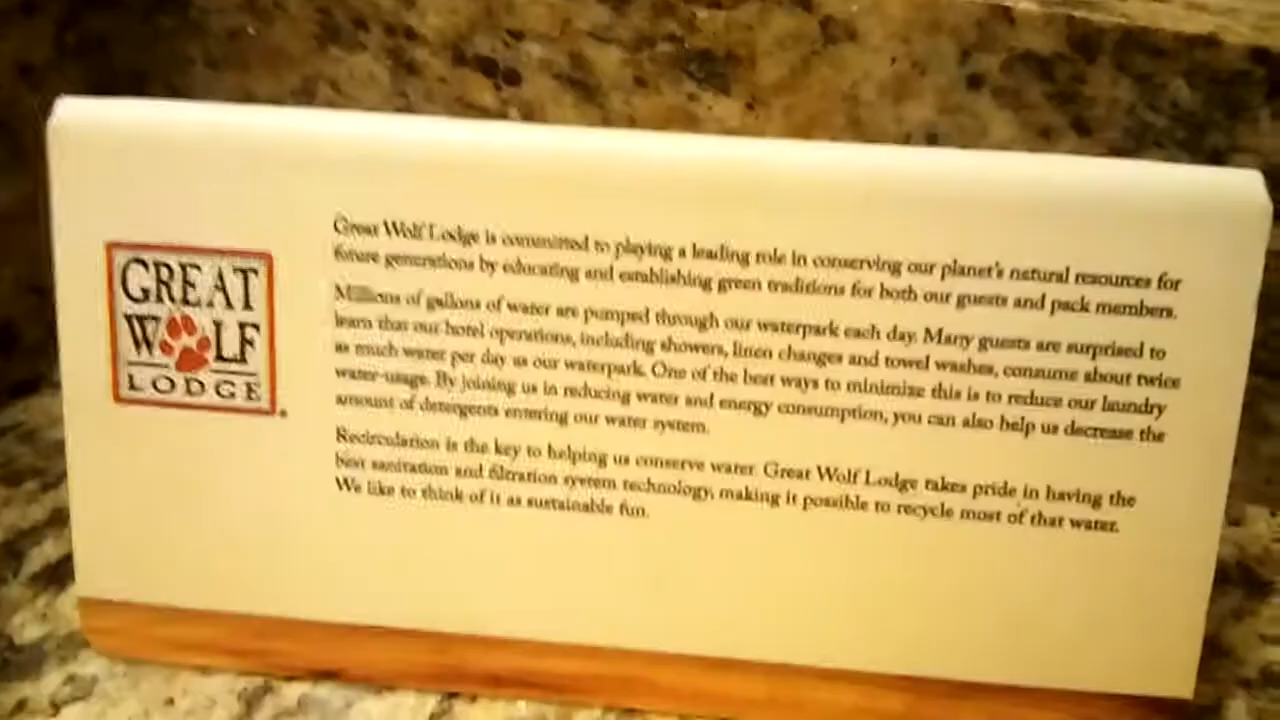 GREAT
WOLF
LODGE
Great Wolf Lodge is committed to playing a leading role in conserving our planet's natural resources for
future generations by educating and establishing green traditions for both our guests and pack members.
Millions of gallons of water are pumped through our waterpark each day. Many guests are surprised to
learn that our hotel operations, including showers, linen changes and towel washes, consume about twice
as much water per day as our waterpark. One of the best ways to minimize this is to reduce our laundry
water-usage. By joining us in reducing water and energy consumption, you can also help us decrease the
amount of detergents entering our water system.
Recirculation is the key to helping us conserve water. Great Wolf Lodge takes pride in having the
best sanitation and filtration system technology, making it possible to recycle most of that water.
We like to think of it as sustainable fun.